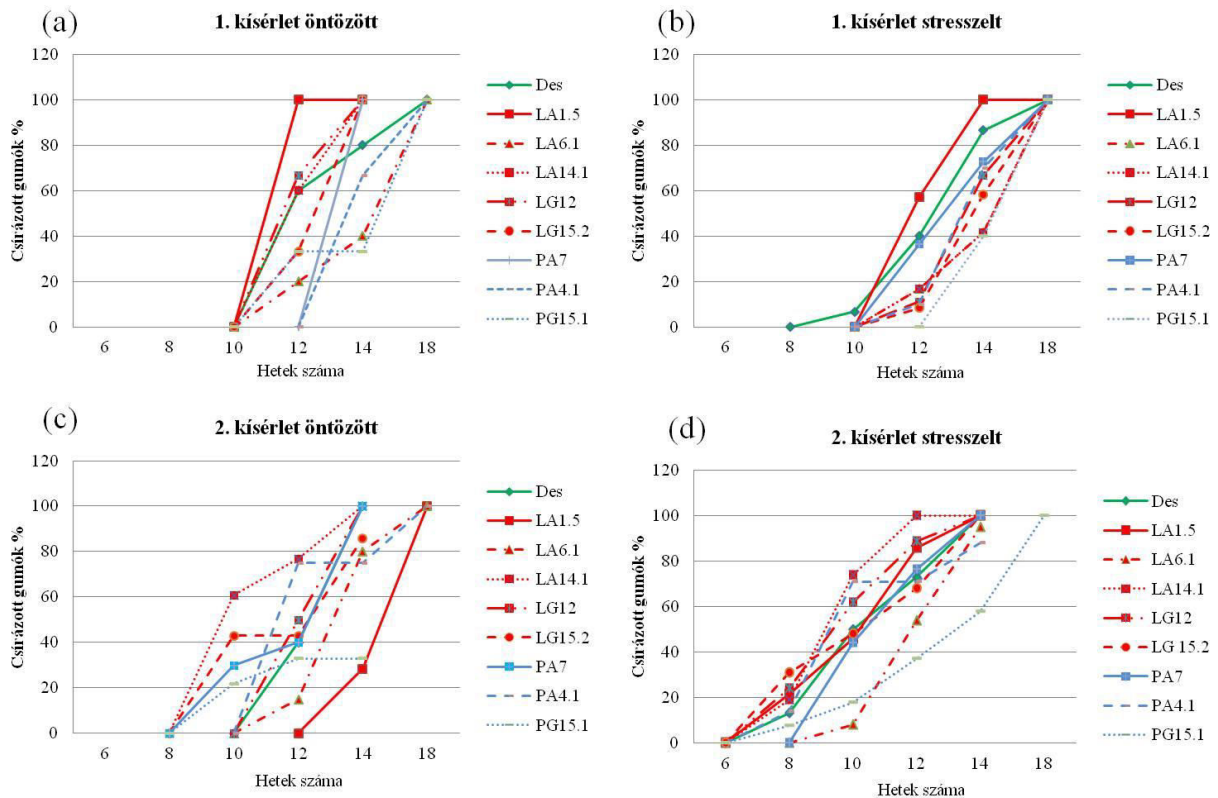 (a)
1. kísérlet öntözött
120
100
80
60
40
20
0
Csírázott gumók %
6 8 10 12 14 18
Hetek száma
Des
LA1.5
LA6.1
LA14.1
LG12
LG15.2
PA7
PA4.1
PG15.1
(b)
1. kísérlet stresszelt
120
100
80
60
40
20
0
Csírázott gumók %
6 8 10 12 14 18
Hetek száma
Des
LA1.5
LA6.1
LA14.1
LG12
LG15.2
PA7
PA4.1
PG15.1
(c)
2. kísérlet öntözött
120
100
80
60
40
20
0
Csírázott gumók %
6 8 10 12 14 18
Hetek száma
Des
LA1.5
LA6.1
LA14.1
LG12
LG15.2
PA7
PA4.1
PG15.1
(d)
2. kísérlet stresszelt
120
100
80
60
40
20
0
Csírázott gumók %
6 8 10 12 14 18
Hetek száma
Des
LA1.5
LA6.1
LA14.1
LG12
LG 15.2
PA7
PA4.1
PG15.1